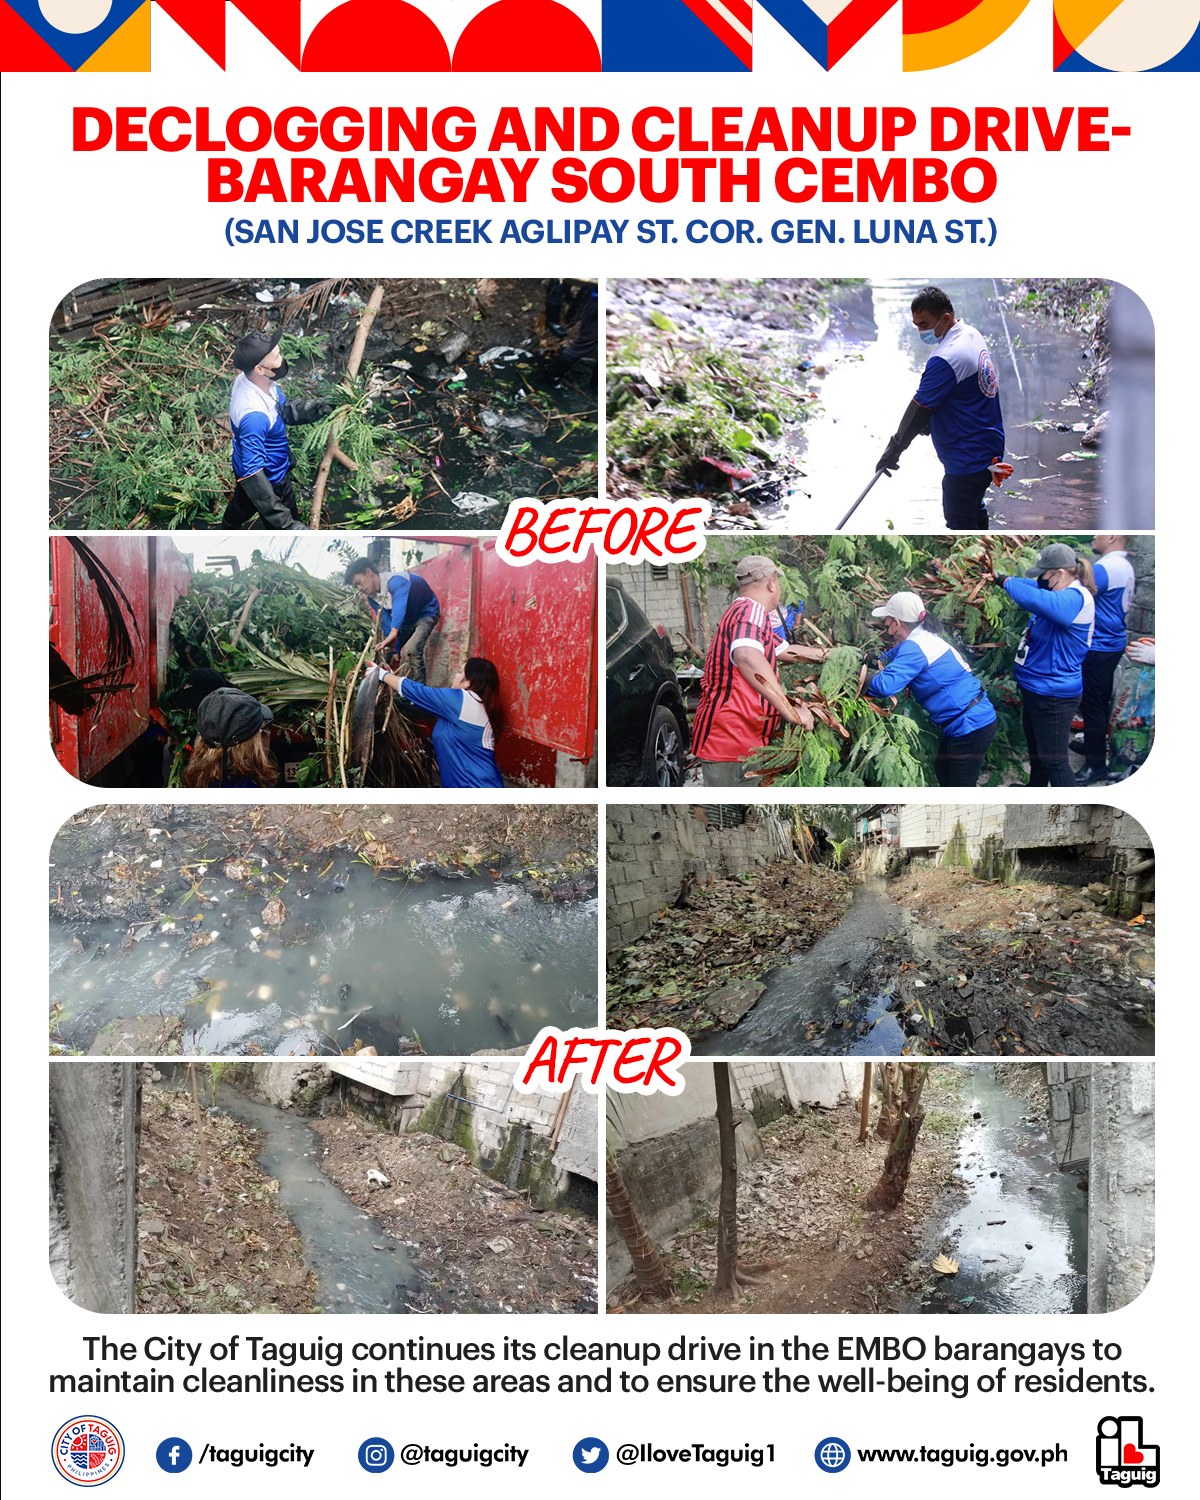 DECLOGGING AND CLEANUP DRIVE-
BARANGAY SOUTH CEMBO
(SAN JOSE CREEK AGLIPAY ST. COR. GEN. LUNA ST.)
BEFORE
AFTER
The City of Taguig continues its cleanup drive in the EMBO barangays to
maintain cleanliness in these areas and to ensure the well-being of residents.
CITY OF TAGUIG
PHILIPPINES
/taguigcity
@taguigcity
@IloveTaguig1
www.taguig.gov.ph
iL
Taguig